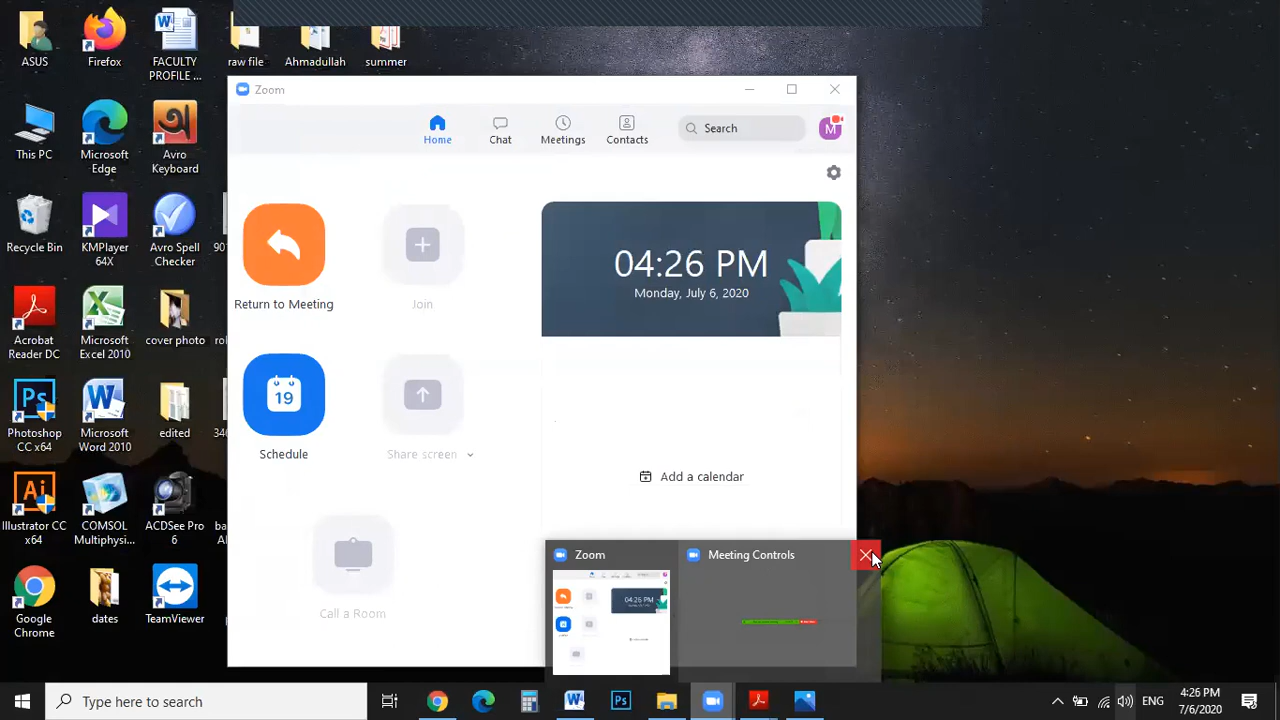 ASUS
Firefox
FACULTY
PROFILE ...
raw file
Ahmadullah
summer
This PC
Microsoft
Edge
Avro
Keyboard
Recycle Bin
KMPlayer
64X
Avro Spell
Checker
Acrobat
Reader DC
Microsoft
Excel 2010
cover photo
Photoshop
CC x64
Microsoft
Word 2010
edited
Illustrator CC
x64
COMSOL
Multiphysi...
ACDSee Pro
6
Google
Chrome
dates
TeamViewer
Zoom
Home
Chat
Meetings
Contacts
Search
M
Return to Meeting
Join
04:26 PM
Monday, July 6, 2020
19
Schedule
Share screen
Add a calendar
Call a Room
Zoom
Meeting Controls
04:26 PM
Type here to search
ENG
4:26 PM
7/6/2020